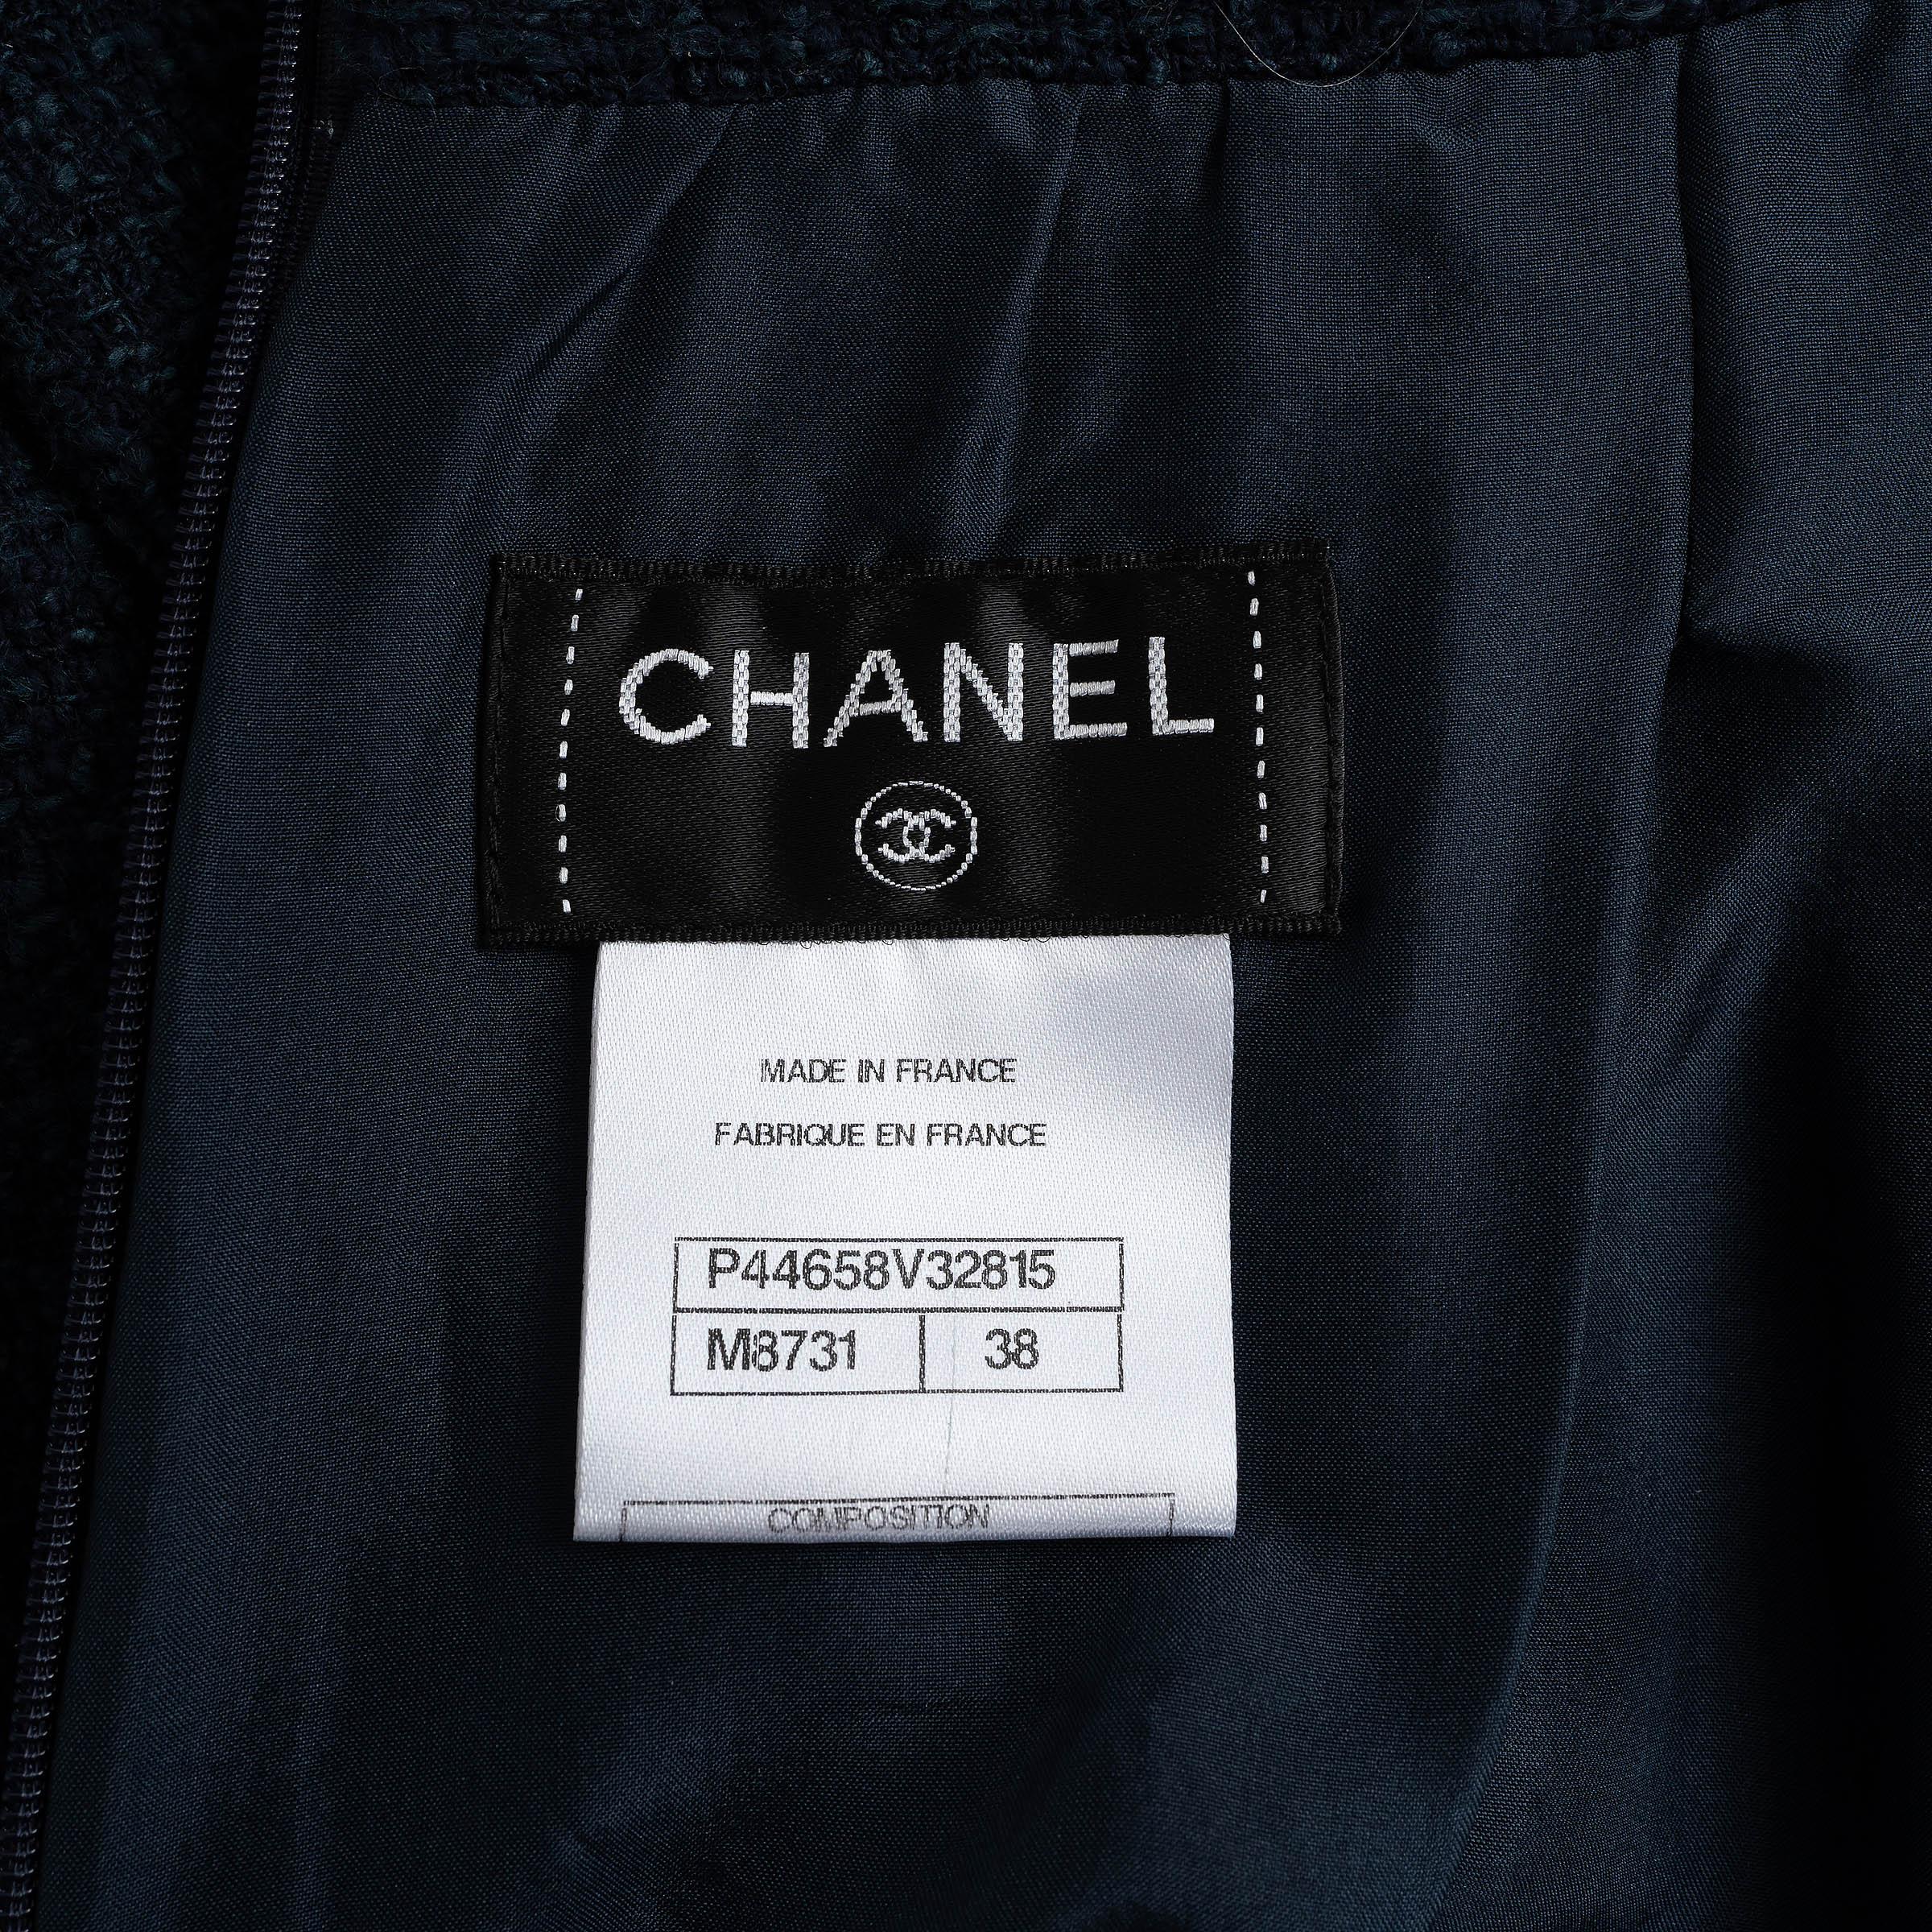 CHANEL
MADE IN FRANCE
FABRIQUE EN FRANCE
P44658V32815
M8731 38
COMPOSITION